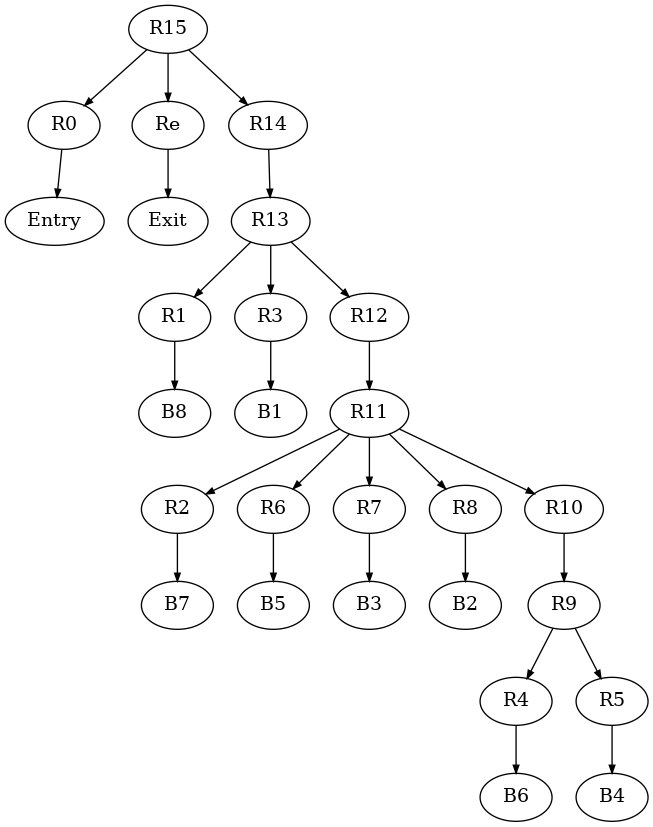 R15
R0 Re R14
Entry Exit R13
R1 R3 R12
B8 B1 R11
R2 R6 R7 R8 R10
B7 B5 B3 B2 R9
R4 R5
B6 B4